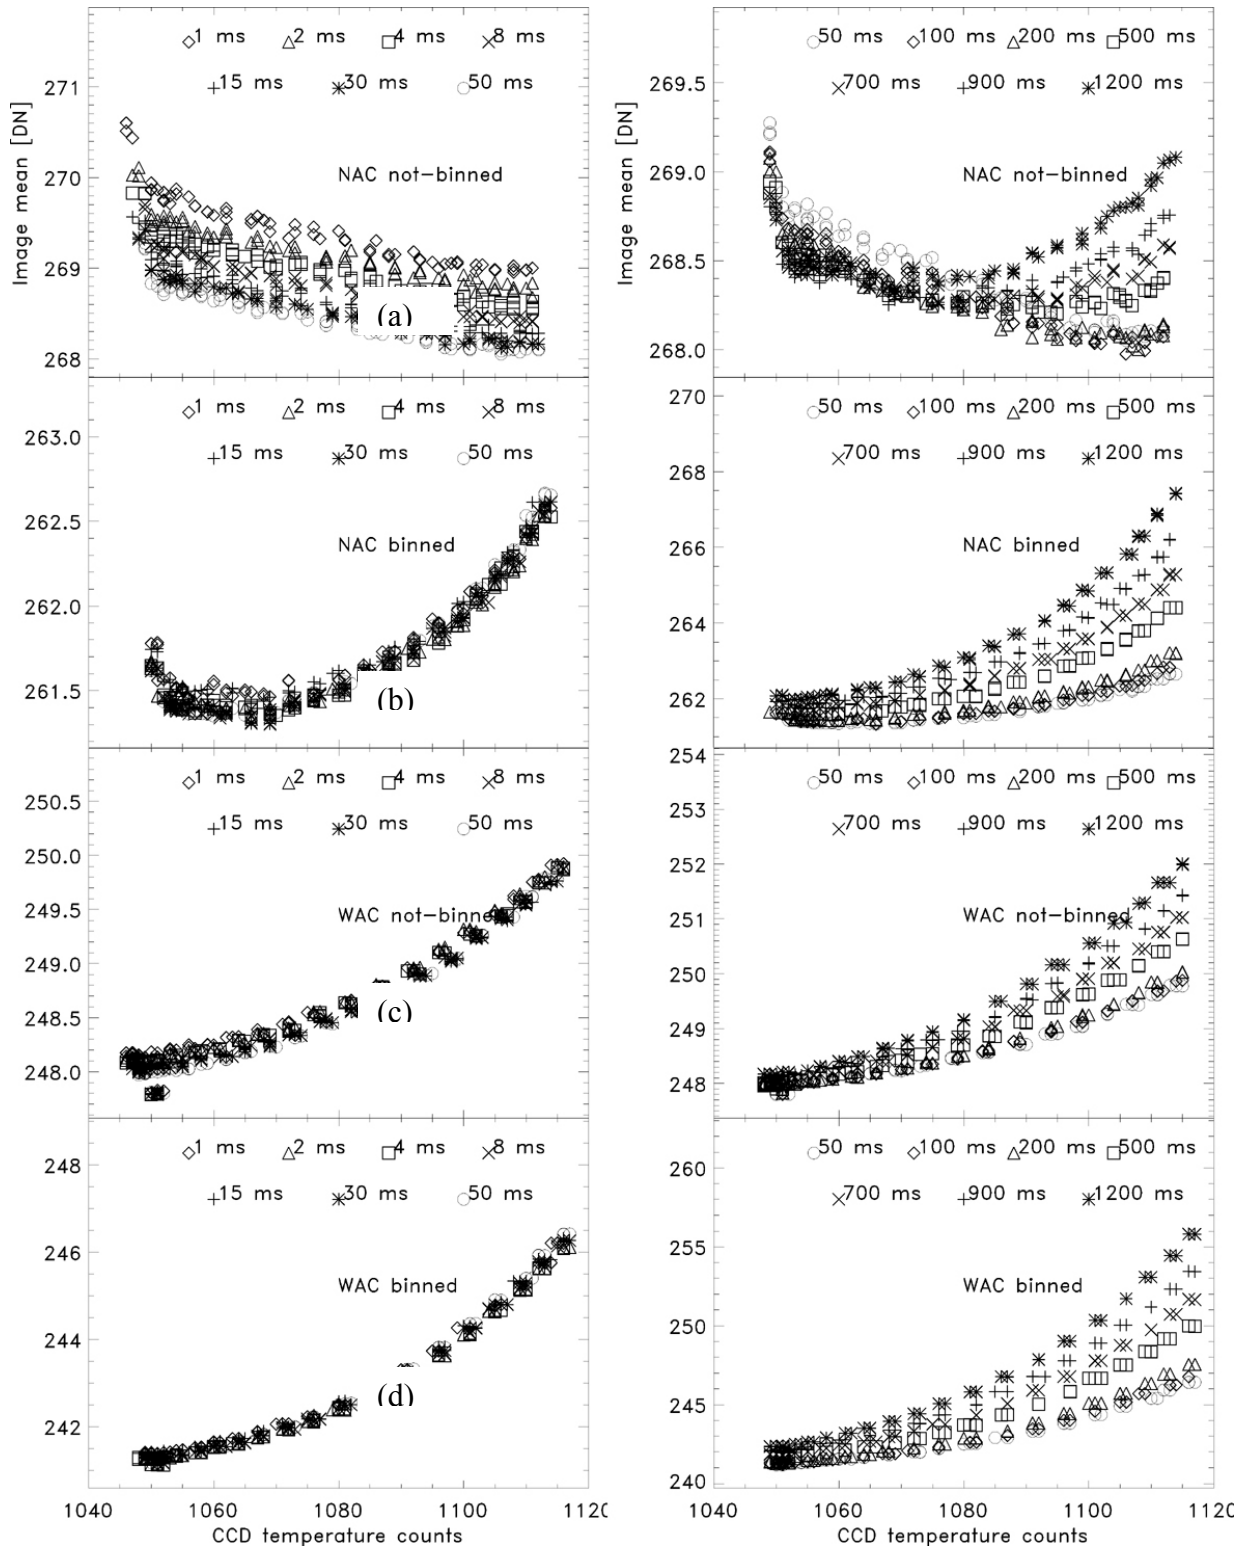 1 ms 2 ms 4 ms 8 ms
15 ms 30 ms 50 ms
271
270
269
268
Image mean [DN]
NAC not-binned
(a)
50 ms 100 ms 200 ms 500 ms
700 ms 900 ms 1200 ms
269.5
269.0
268.5
268.0
Image mean [DN]
NAC not-binned
1 ms 2 ms 4 ms 8 ms
15 ms 30 ms 50 ms
263.0
262.5
262.0
261.5
NAC binned
(b)
50 ms 100 ms 200 ms 500 ms
700 ms 900 ms 1200 ms
270
268
266
264
262
NAC binned
1 ms 2 ms 4 ms 8 ms
15 ms 30 ms 50 ms
250.5
250.0
249.5
249.0
248.5
248.0
WAC not-binned
(c)
50 ms 100 ms 200 ms 500 ms
700 ms 900 ms 1200 ms
254
253
252
251
250
249
248
WAC not-binned
1 ms 2 ms 4 ms 8 ms
15 ms 30 ms 50 ms
248
246
244
242
WAC binned
(d)
1040 1060 1080 1100 1120
CCD temperature counts
50 ms 100 ms 200 ms 500 ms
700 ms 900 ms 1200 ms
260
255
250
245
240
WAC binned
1040 1060 1080 1100 1120
CCD temperature counts